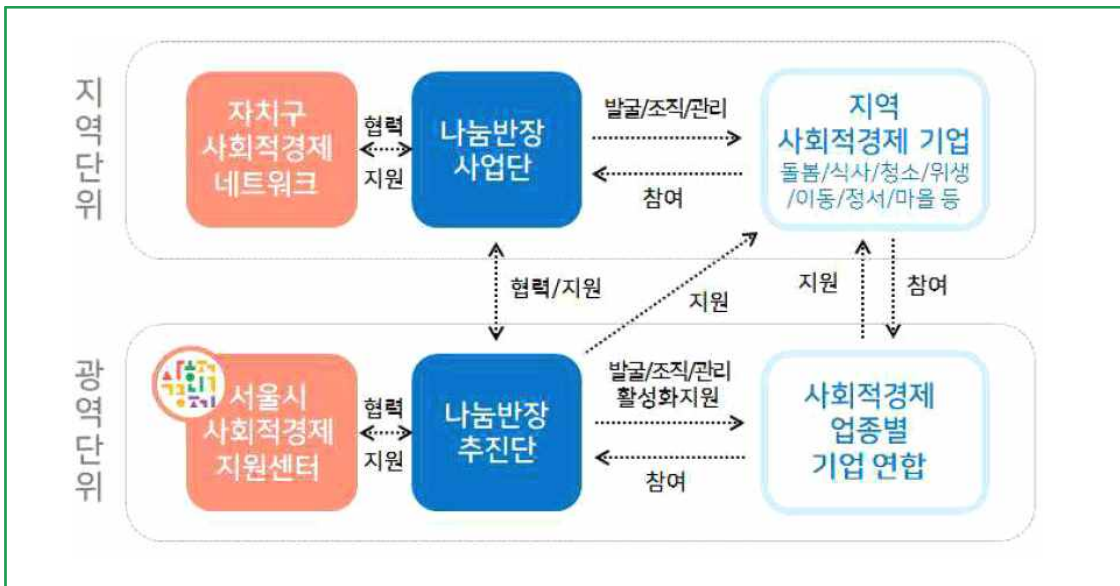 지역단위
자치구
사회적경제
네트워크
협력
지원
나눔반장
사업단
발굴/조직/관리
참여
지역
사회적경제 기업
돌봄/식사/청소/위생
/이동/정서/마을 등
협력/지원
지원
지원
참여
광역단위
사회적경제
서울시
사회적경제
지원센터
협력
지원
나눔반장
추진단
발굴/조직/관리
활성화지원
참여
사회적경제
업종별
기업 연합